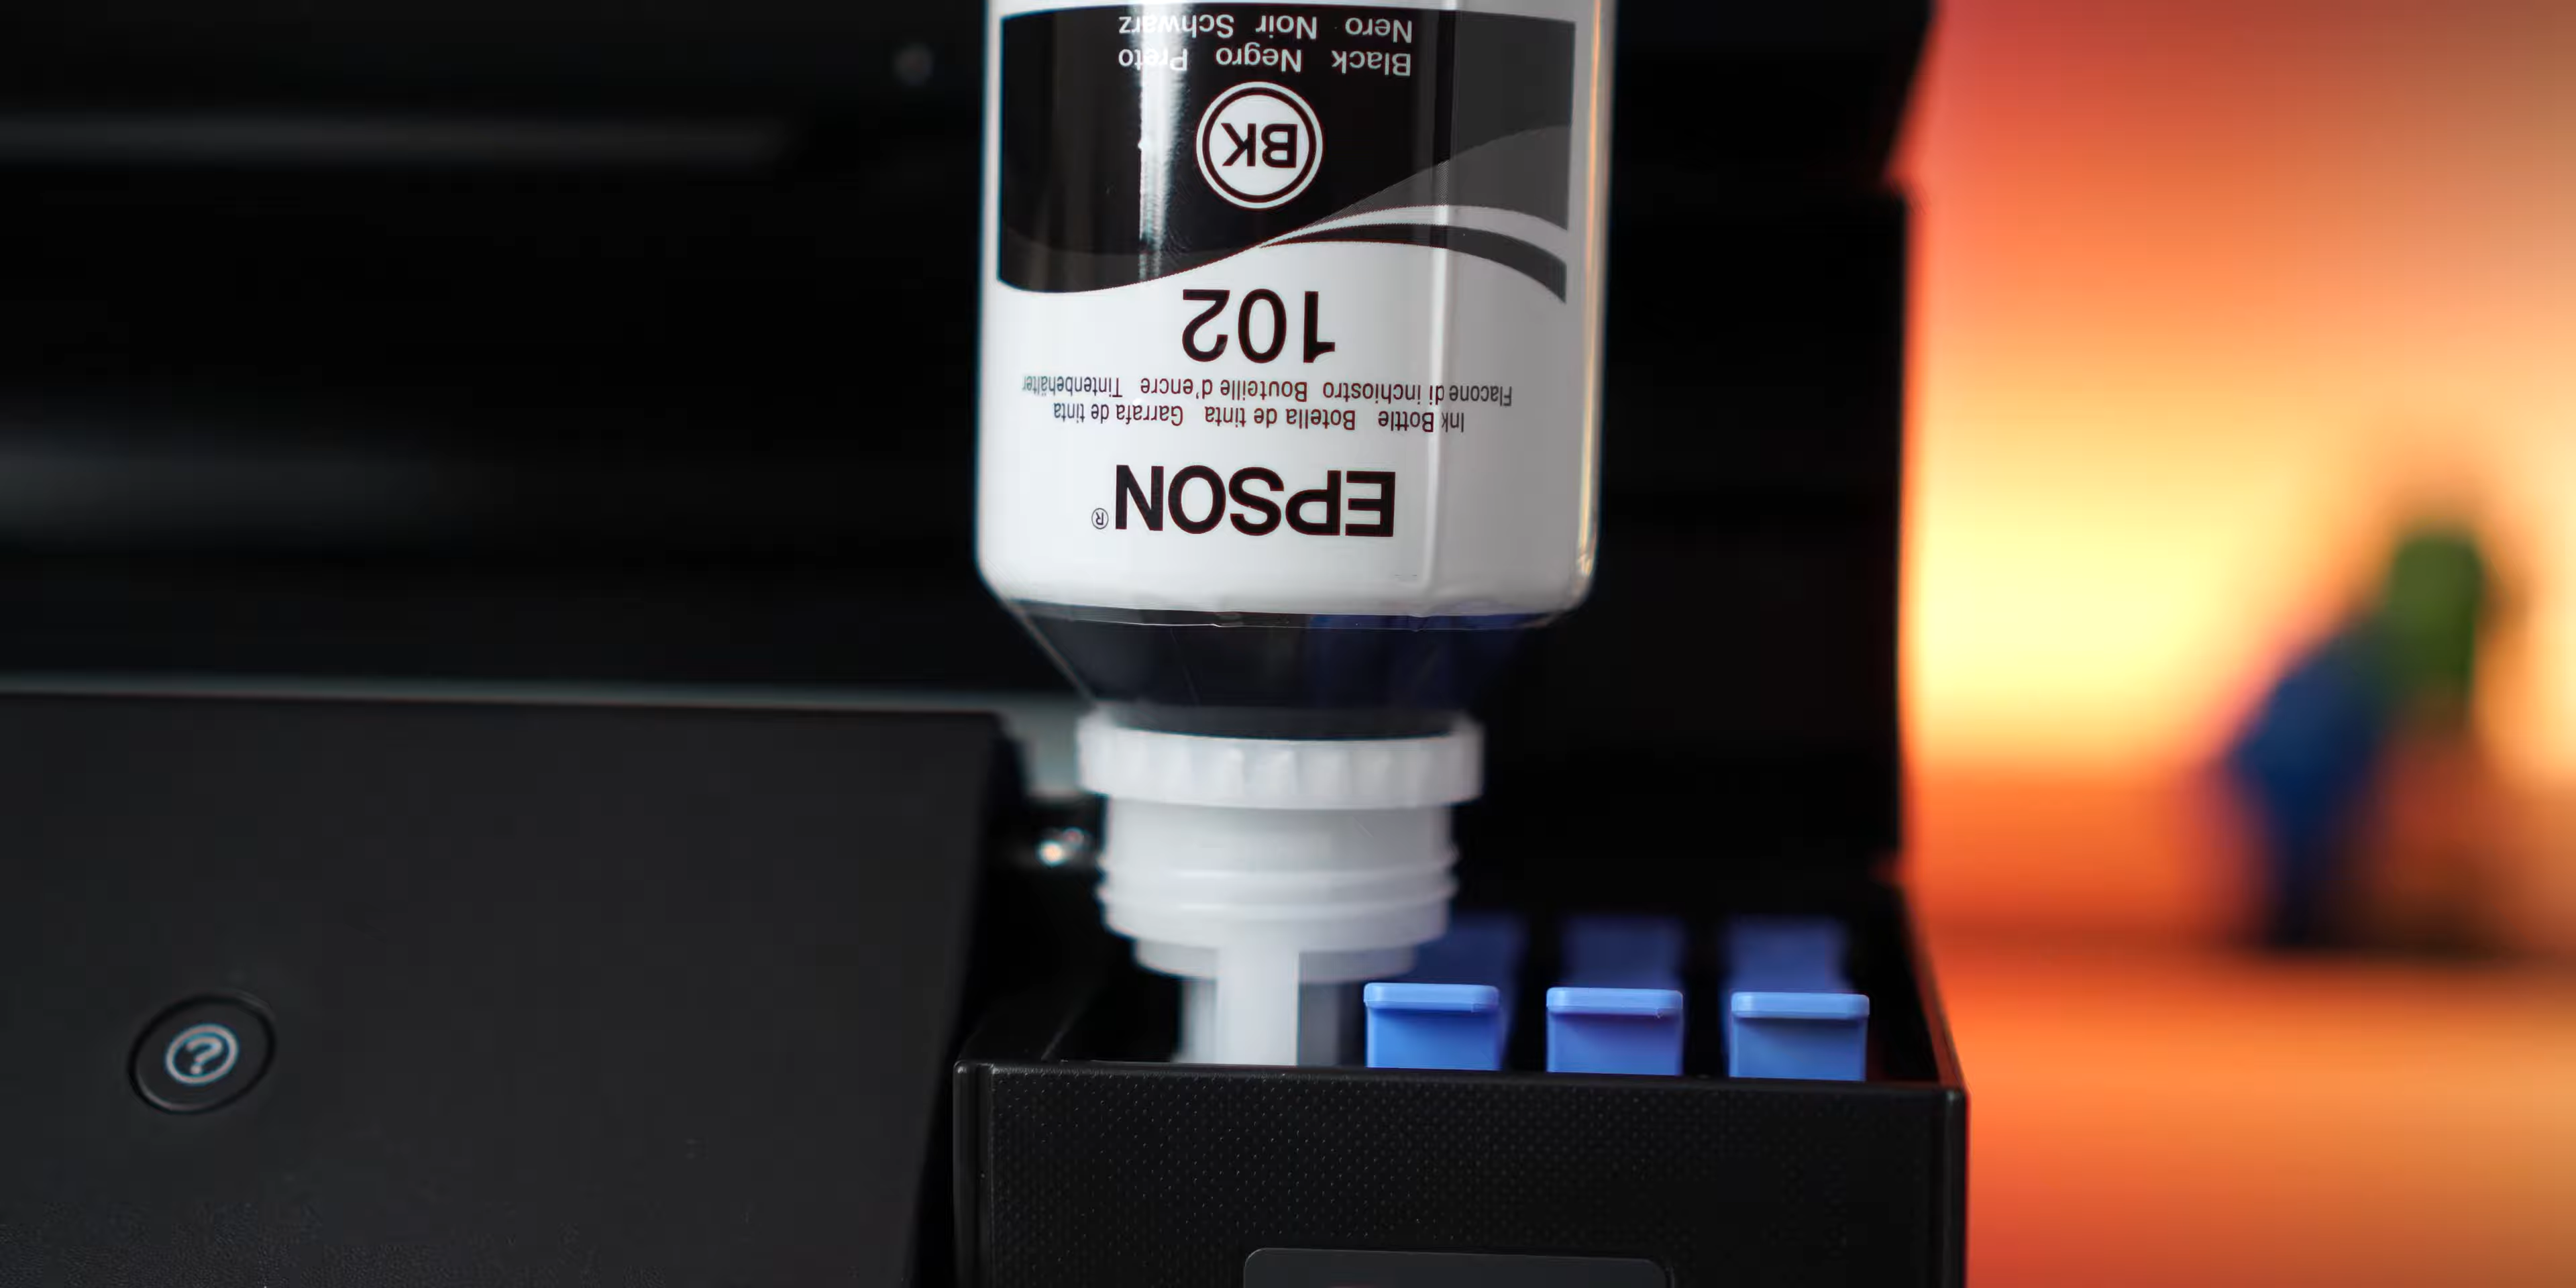 EPSON®
Ink Bottle Botella de tinta Garrafa de tinta
Flacone di inchiostro Bouteille d'encre Tintenbehälter
102
BK
Black Negro Preto
Nero Noir Schwarz
?